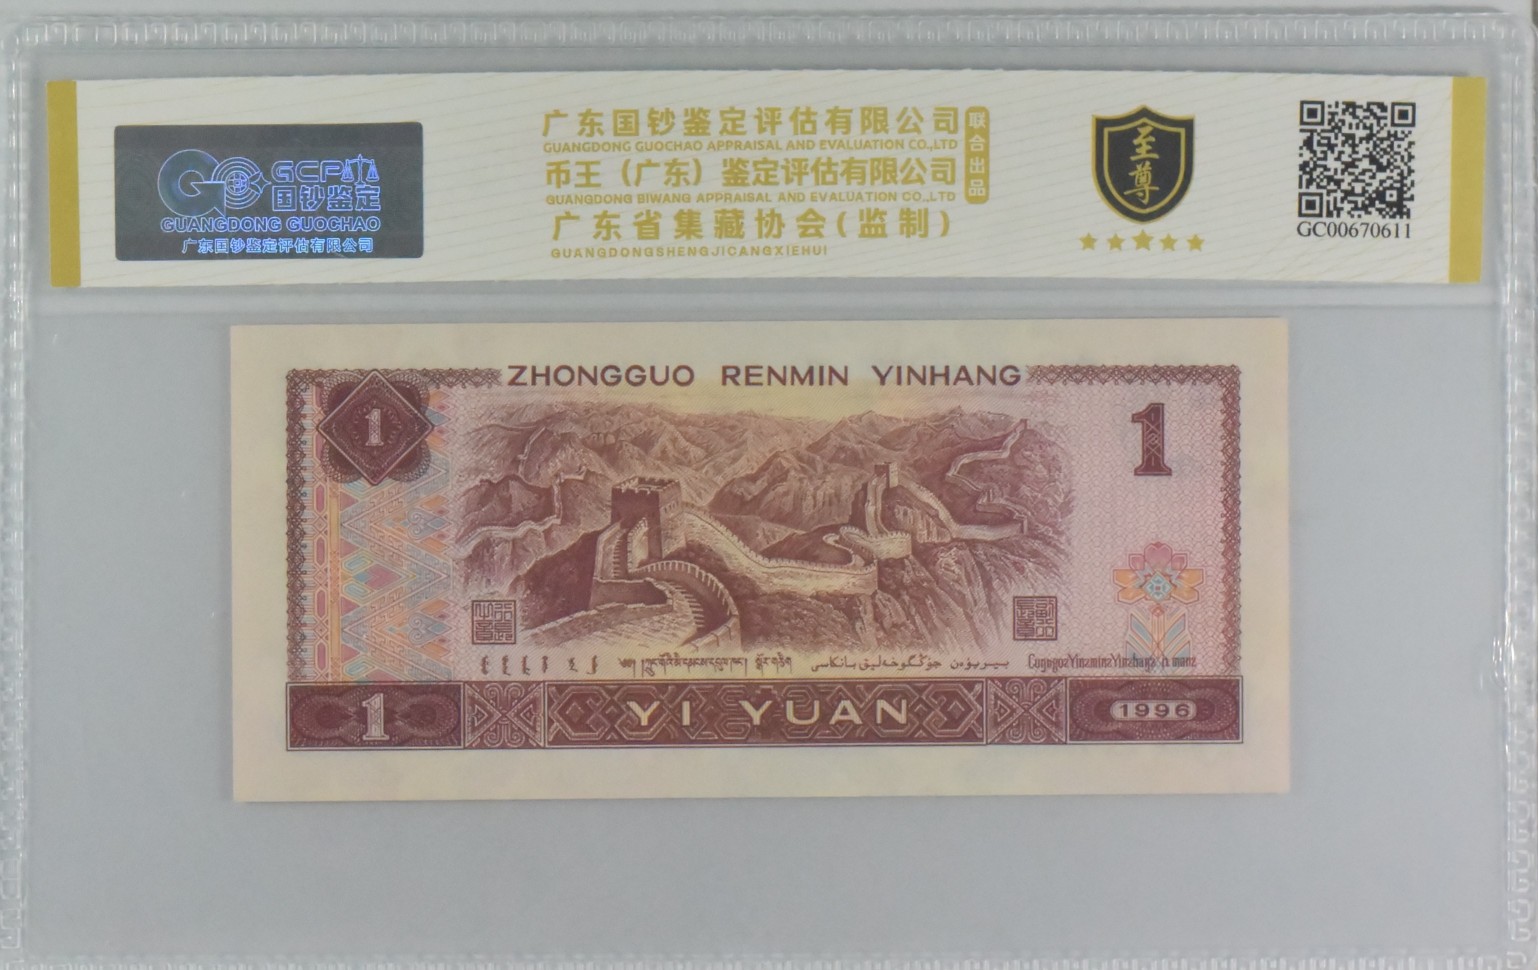 GCP
国钞鉴定
GUANGDONG GUOCHAO
广东国钞鉴定评估有限公司
广东国钞鉴定评估有限公司
GUANGDONG GUOCHAO APPRAISAL AND EVALUATION CO.,LTD
币王（广东）鉴定评估有限公司
GUANGDONG BIWANG APPRAISAL AND EVALUATION CO.,LTD
广东省集藏协会(监制)
GUANGDONGSHENGJICANGXIEHUI
联合出品
至尊
GC00670611
ZHONGGUO RENMIN YINHANG
1
1
1
YI YUAN
1996